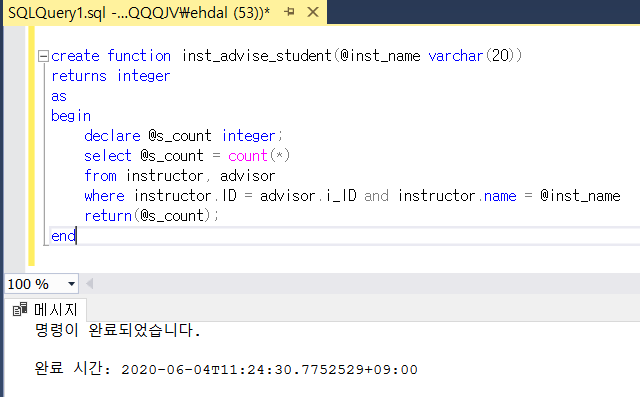 SQLQuery1.sql -...QQQJV₩ehdal (53))*
create function inst_advise_student(@inst_name varchar(20))
returns integer
as
begin
declare @s_count integer;
select @s_count = count(*)
from instructor, advisor
where instructor.ID = advisor.i_ID and instructor.name = @inst_name
return(@s_count);
end
100 %
메시지
명령이 완료되었습니다.
완료 시간: 2020-06-04T11:24:30.7752529+09:00